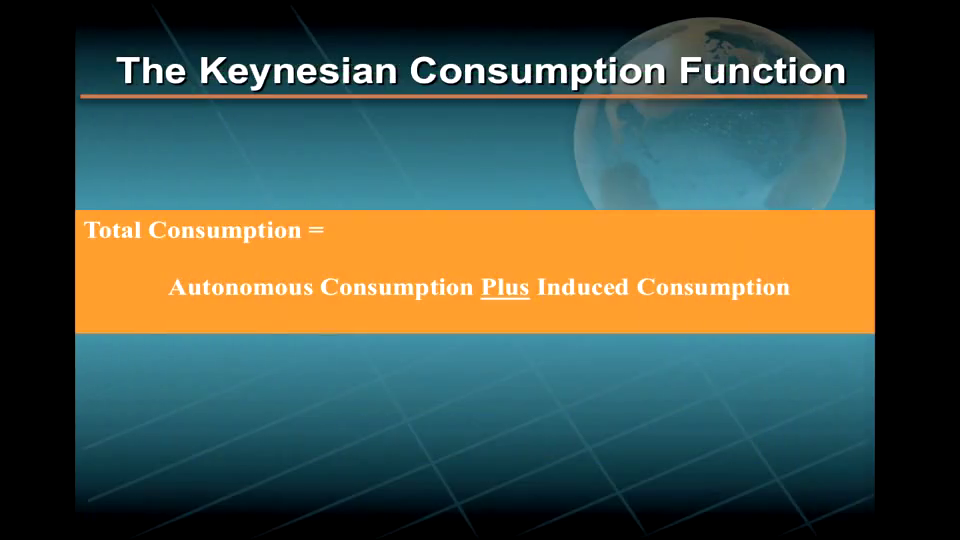 The Keynesian Consumption Function
Total Consumption =
Autonomous Consumption Plus Induced Consumption